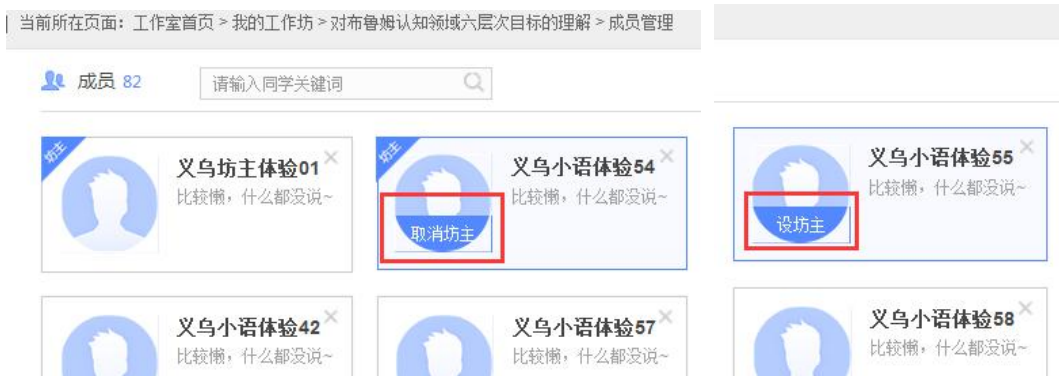 当前所在页面：工作室首页 > 我的工作坊 > 对布鲁姆认知领域六层次目标的理解 > 成员管理
成员 82
请输入同学关键词
坊主
义乌坊主体验01
比较懒，什么都没说~
坊主
义乌小语体验54
比较懒，什么都没说~
取消坊主
义乌小语体验55
比较懒，什么都没说~
设坊主
义乌小语体验42
比较懒，什么都没说~
义乌小语体验57
比较懒，什么都没说~
义乌小语体验58
比较懒，什么都没说~